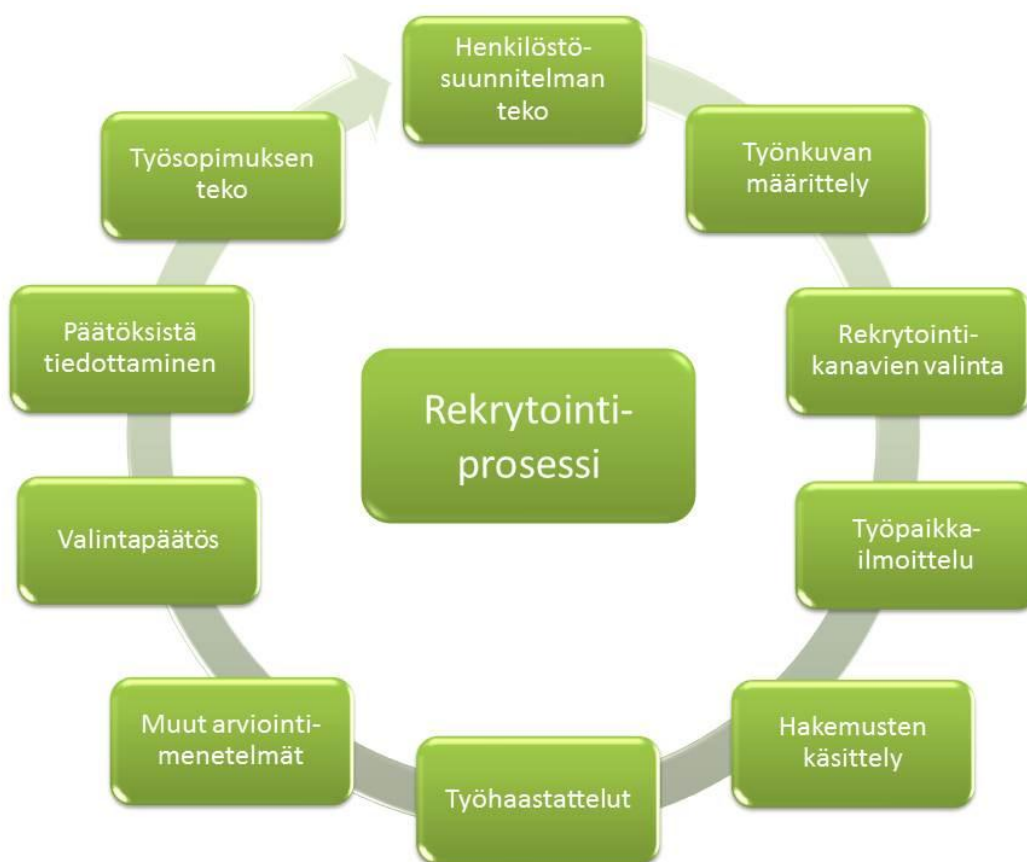 Henkilöstö-
suunnitelman
teko
Työnkuvan
määrittely
Rekrytointi-
kanavien valinta
Työpaikka-
ilmoittelu
Hakemusten
käsittely
Työhaastattelut
Muut arviointi-
menetelmät
Valintapäätös
Päätöksistä
tiedottaminen
Työsopimuksen
teko
Rekrytointi-
prosessi